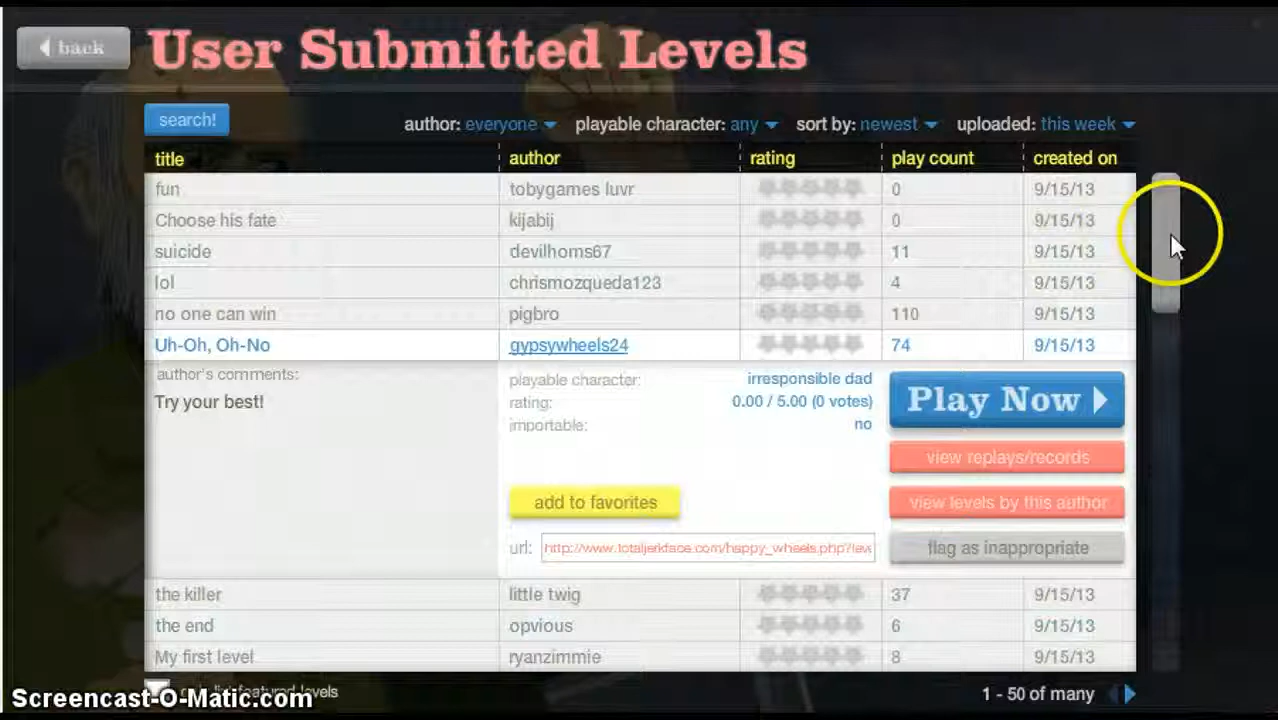 back
User Submitted Levels
search!
author: everyone playable character: any sort by: newest uploaded: this week
title author rating play count created on
fun tobygames luvr 0 9/15/13
Choose his fate kijabij 0 9/15/13
suicide devilhorns67 11 9/15/13
lol chrismozqueda123 4 9/15/13
no one can win pigbro 110 9/15/13
Uh-Oh, Oh-No gypsywheels24 74 9/15/13
author's comments:
Try your best!
playable character: irresponsible dad
rating: 0.00 / 5.00 (0 votes)
importable: no
Play Now
view replays/records
add to favorites
view levels by this author
url: http://www.totaljerkface.com/happy_wheels.php?lev
flag as inappropriate
the killer little twig 37 9/15/13
the end opvious 6 9/15/13
My first level ryanzimmie 8 9/15/13
featured levels
1 - 50 of many
Screencast-O-Matic.com